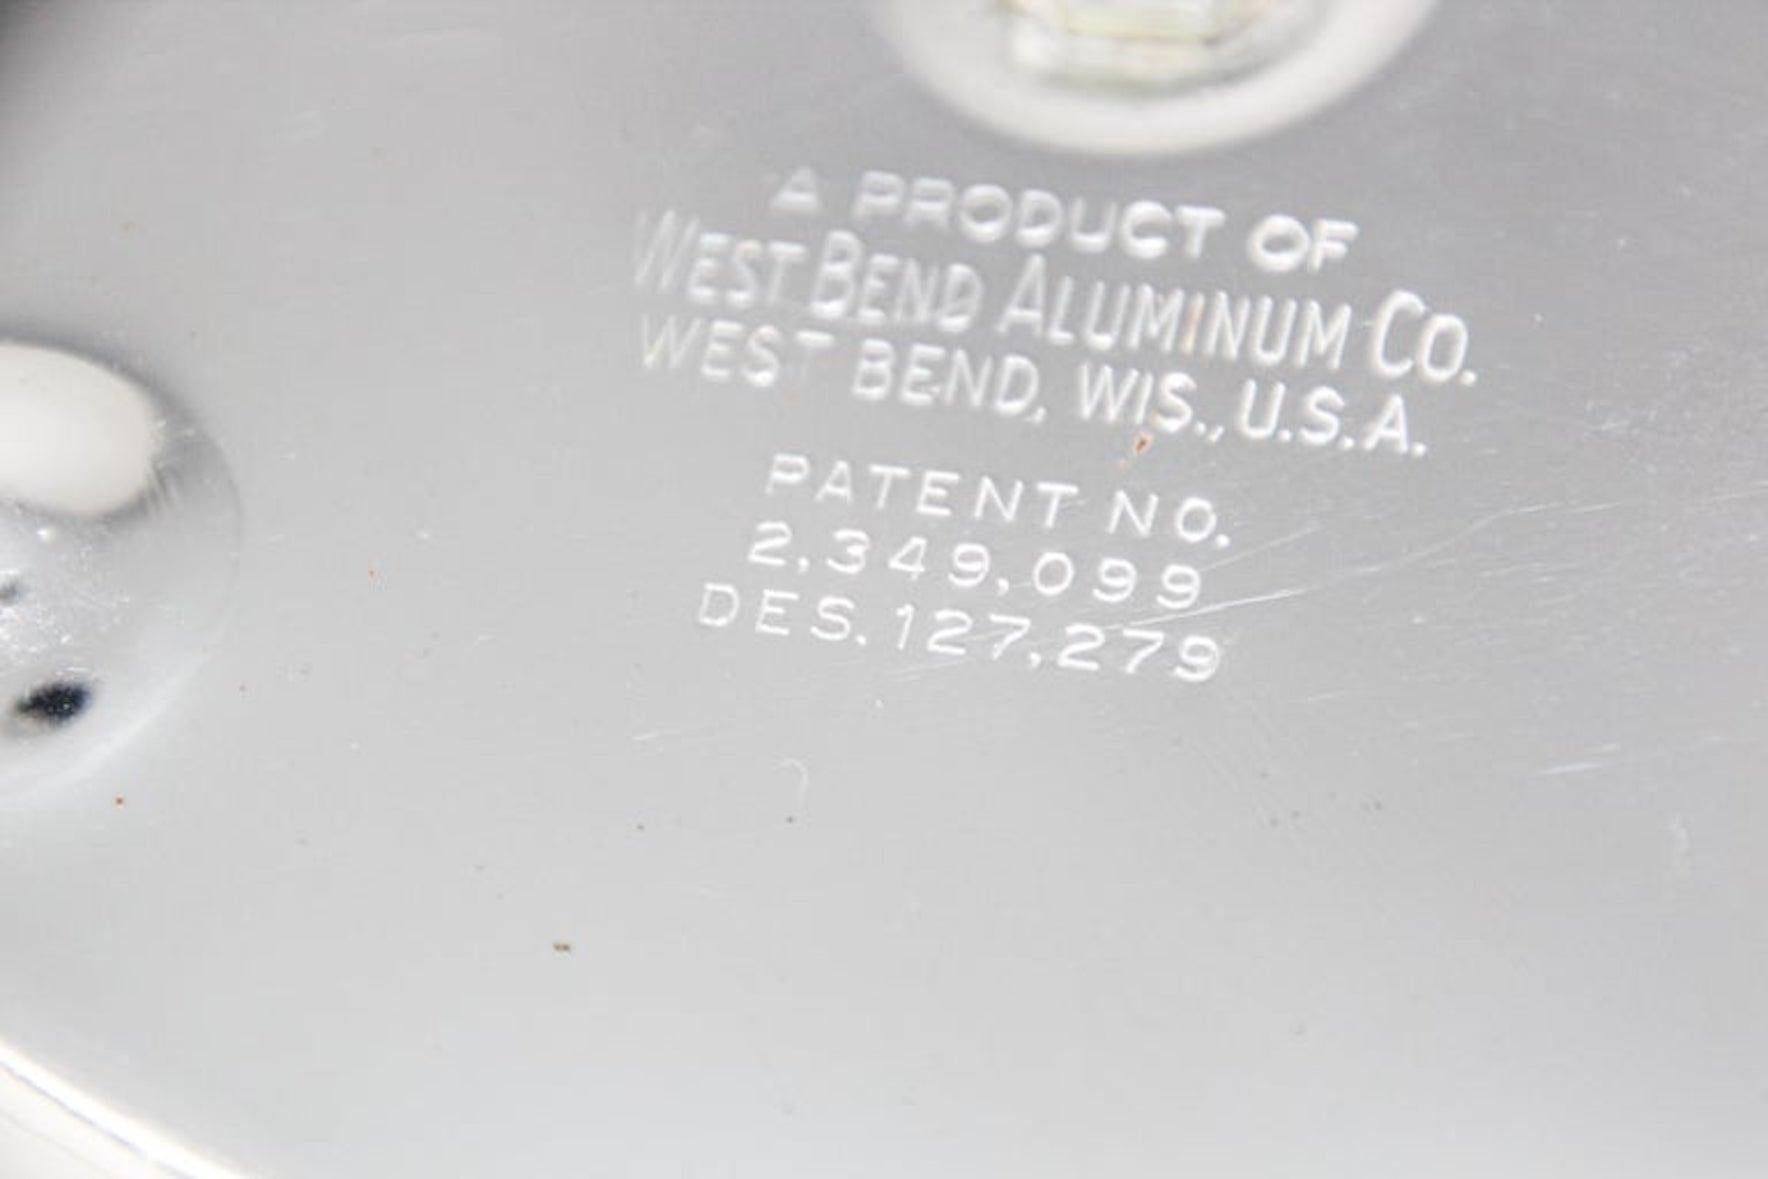 A PRODUCT OF
WEST BEND ALUMINUM CO.
WEST BEND, WIS., U.S.A.
PATENT NO.
2,349,099
DES. 127,279